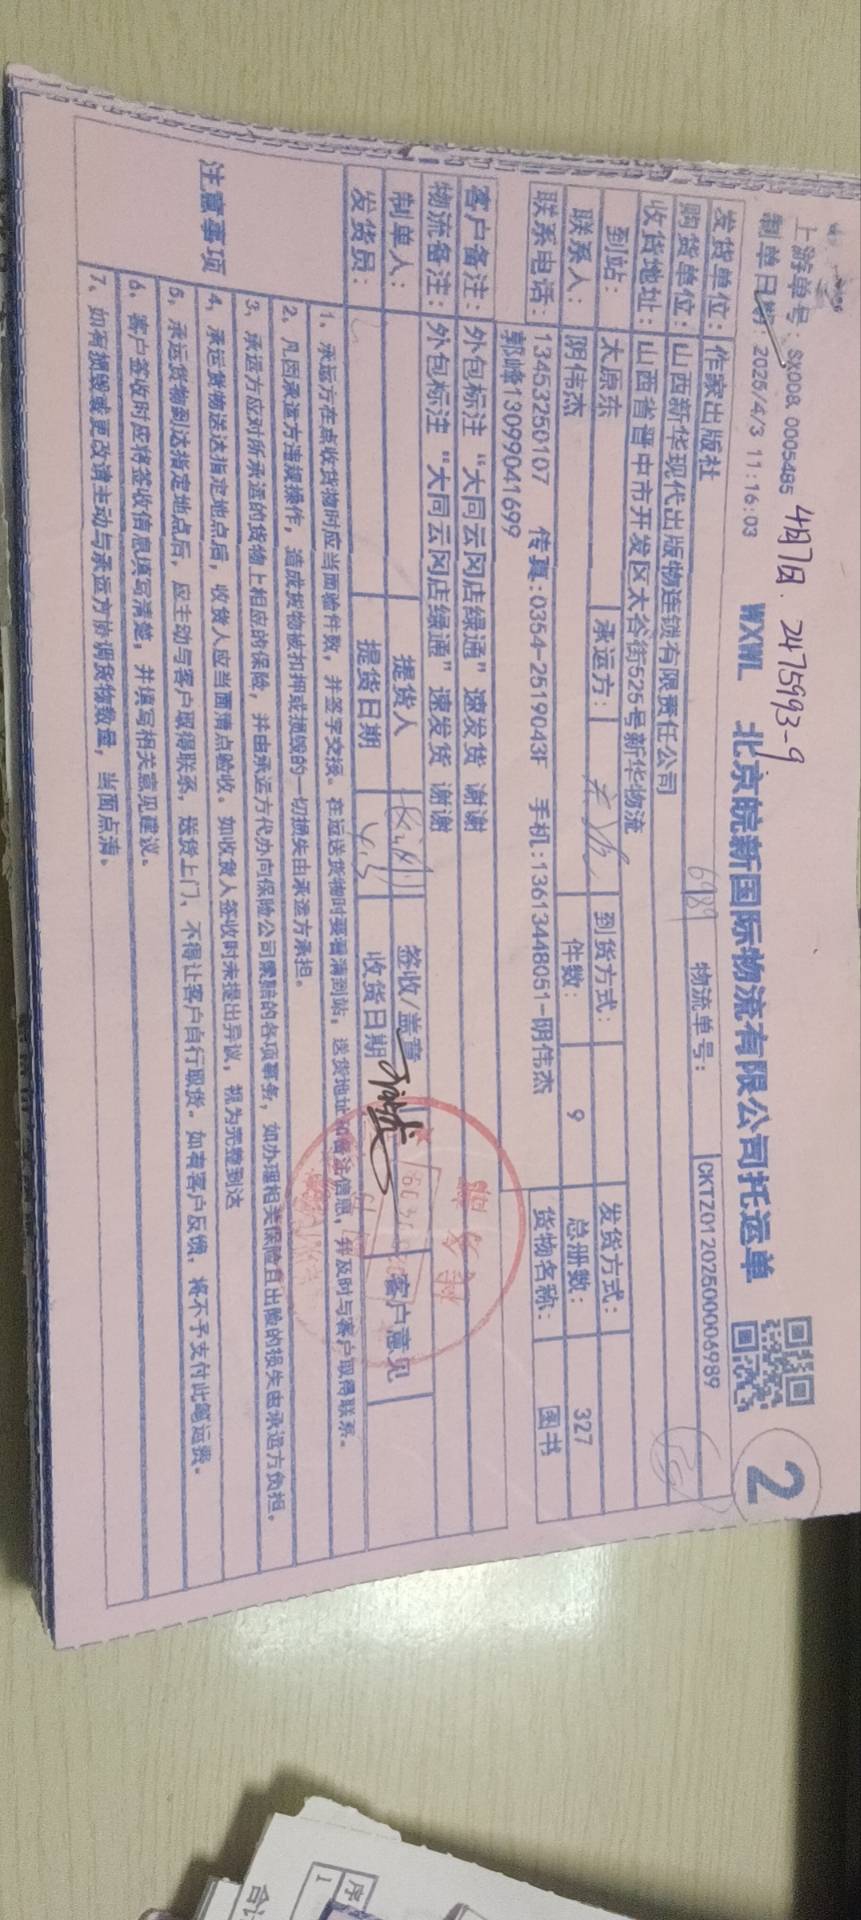 上游单号: SX008, 0005485 4月7日. 2475993-9
制单日期: 2025/4/3 11:16:03 WXWL 北京皖新国际物流有限公司托运单 2
发货单位: 作家出版社 6989 物流单号: CKTZ01202500006989
购货单位: 山西新华现代出版物连锁有限责任公司
收货地址: 山西省晋中市开发区太谷街525号新华物流
到站: 太原东 承运方: 到货方式: 发货方式:
联系人: 阴伟杰 件数: 9 总册数: 327
联系电话: 13453250107 传真:0354-2519043F 手机:13613448051-阴伟杰 货物名称: 图书
郭峰13099041699
客户备注: 外包标注“大同云冈店绿通”速发货 谢谢
物流备注: 外包标注“大同云冈店绿通”速发货 谢谢
制单人: 提货人 签收/盖章 客户意见
发货员: 提货日期 4.3 收货日期
注意事项
1、承运方在点收货物时应当面验件数，并签字交接。在运送货物时要看清到站，送货地址和备注信息，并及时与客户取得联系。
2、凡因承运方违规操作，造成货物被扣押或损毁的一切损失由承运方承担。
3、承运方应对所承运的货物上相应的保险，并由承运方代办向保险公司索赔的各项事务，如办理相关保险且出险的损失由承运方负担。
4、承运货物送达指定地点后，收货人应当面清点验收。如收货人签收时未提出异议，视为完整到达
5、承运货物到达指定地点后，应主动与客户取得联系，送货上门，不得让客户自行取货。如有客户反馈，将不予支付此笔运费。
6、客户签收时应将签收信息填写清楚，并填写相关意见建议。
7、如有损毁或更改请主动与承运方协调货物数量，当面点清。
序
1
合